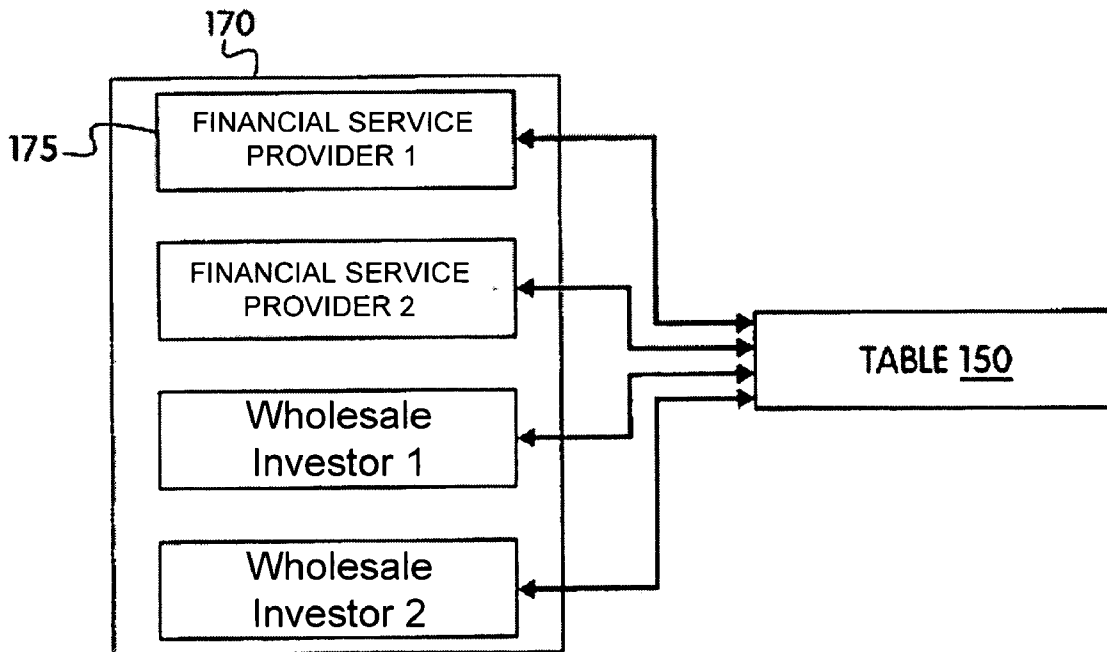 170
175
FINANCIAL SERVICE
PROVIDER 1
FINANCIAL SERVICE
PROVIDER 2
TABLE 150
Wholesale
Investor 1
Wholesale
Investor 2